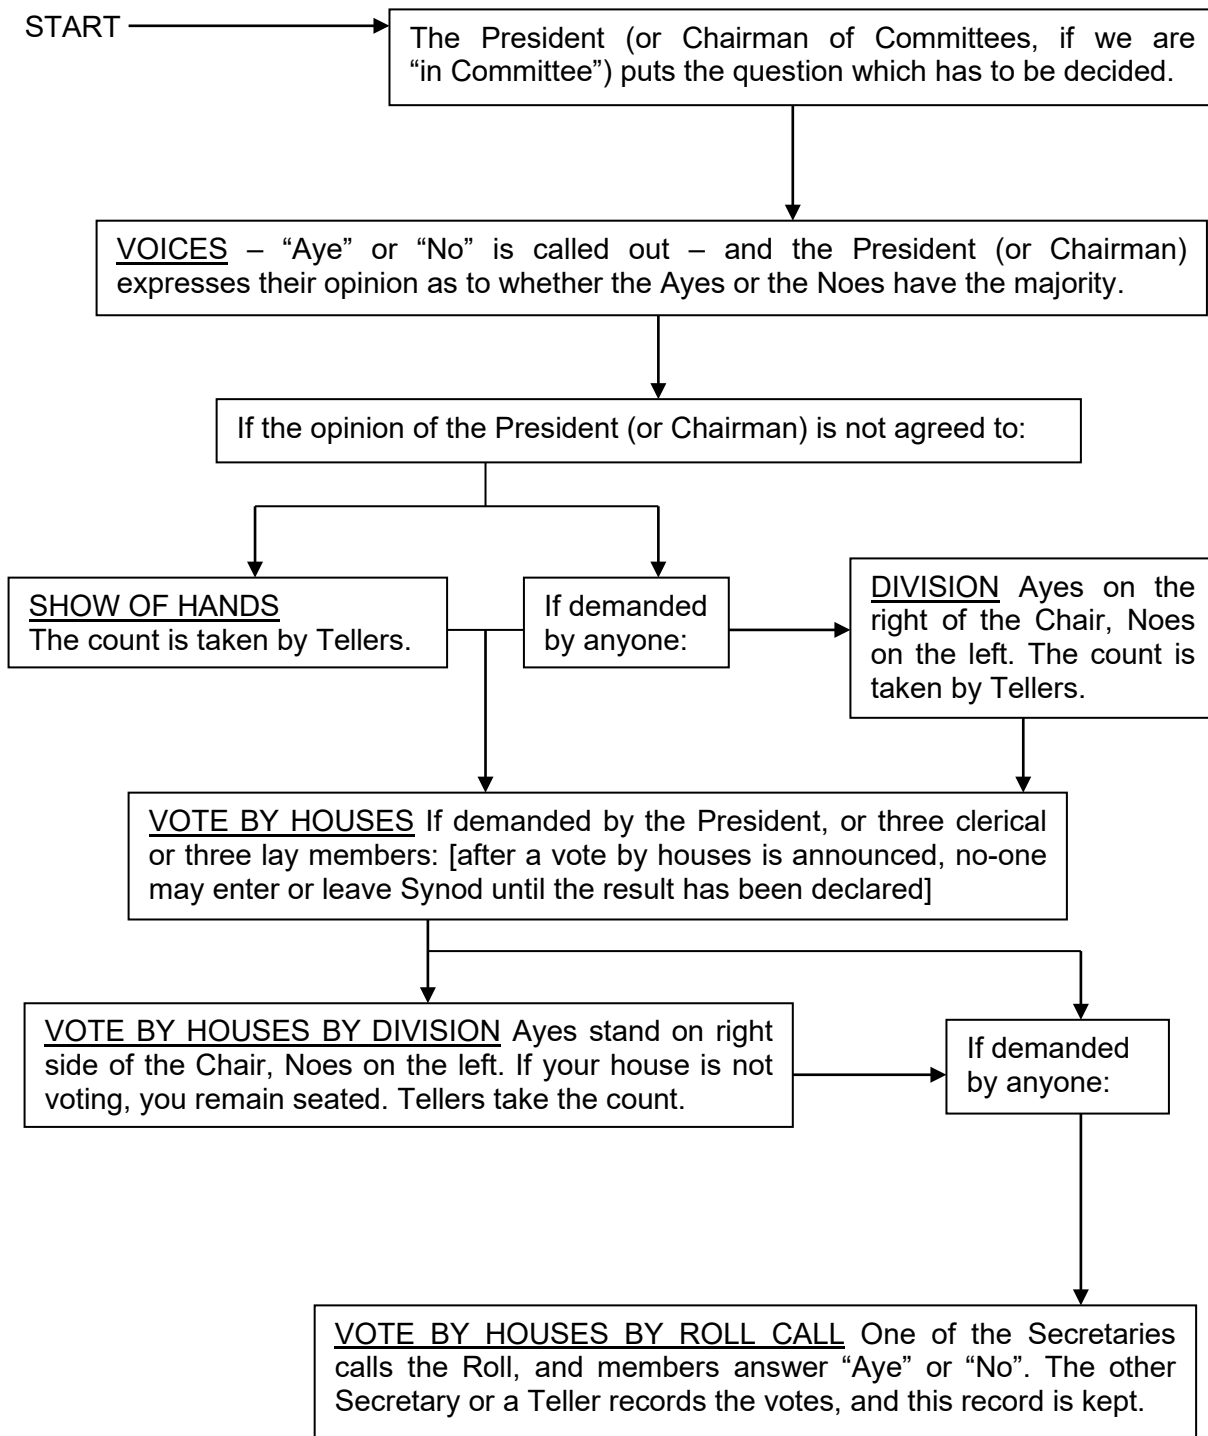 START
The President (or Chairman of Committees, if we are
“in Committee”) puts the question which has to be decided.
VOICES – “Aye” or “No” is called out – and the President (or Chairman)
expresses their opinion as to whether the Ayes or the Noes have the majority.
If the opinion of the President (or Chairman) is not agreed to:
SHOW OF HANDS
The count is taken by Tellers.
If demanded
by anyone:
DIVISION Ayes on the
right of the Chair, Noes
on the left. The count is
taken by Tellers.
VOTE BY HOUSES If demanded by the President, or three clerical
or three lay members: [after a vote by houses is announced, no-one
may enter or leave Synod until the result has been declared]
VOTE BY HOUSES BY DIVISION Ayes stand on right
side of the Chair, Noes on the left. If your house is not
voting, you remain seated. Tellers take the count.
If demanded
by anyone:
VOTE BY HOUSES BY ROLL CALL One of the Secretaries
calls the Roll, and members answer “Aye” or “No”. The other
Secretary or a Teller records the votes, and this record is kept.